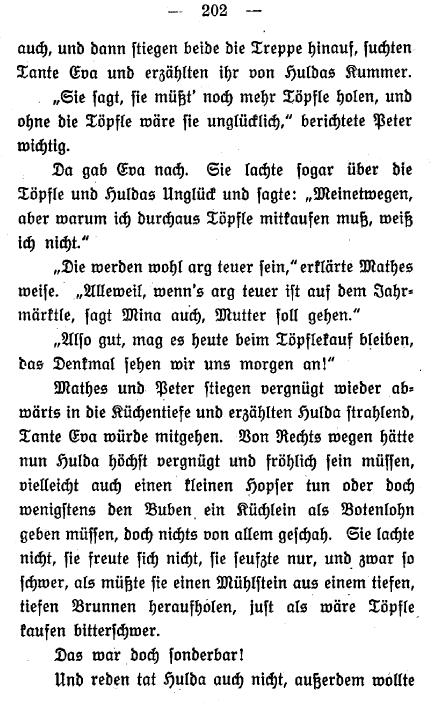 — 202 —
auch, und dann stiegen beide die Treppe hinauf, suchten
Tante Eva und erzählten ihr von Huldas Kummer.
„Sie sagt, sie müßt' noch mehr Töpfle holen, und
ohne die Töpfle wäre sie unglücklich,“ berichtete Peter
wichtig.
Da gab Eva nach. Sie lachte sogar über die
Töpfle und Huldas Unglück und sagte: „Meinetwegen,
aber warum ich durchaus Töpfle mitkaufen muß, weiß
ich nicht.“
„Die werden wohl arg teuer sein,“ erklärte Mathes
weise. „Alleweil, wenn's arg teuer ist auf dem Jahr-
märktle, sagt Mina auch, Mutter soll gehen.“
„Also gut, mag es heute beim Töpflekauf bleiben,
das Denkmal sehen wir uns morgen an!“
Mathes und Peter stiegen vergnügt wieder ab-
wärts in die Küchentiefe und erzählten Hulda strahlend,
Tante Eva würde mitgehen. Von Rechts wegen hätte
nun Hulda höchst vergnügt und fröhlich sein müssen,
vielleicht auch einen kleinen Hopser tun oder doch
wenigstens den Buben ein Küchlein als Botenlohn
geben müssen, doch nichts von allem geschah. Sie lachte
nicht, sie freute sich nicht, sie seufzte nur, und zwar so
schwer, als müßte sie einen Mühlstein aus einem tiefen,
tiefen Brunnen heraufholen, just als wäre Töpfle
kaufen bitterschwer.
Das war doch sonderbar!
Und reden tat Hulda auch nicht, außerdem wollte